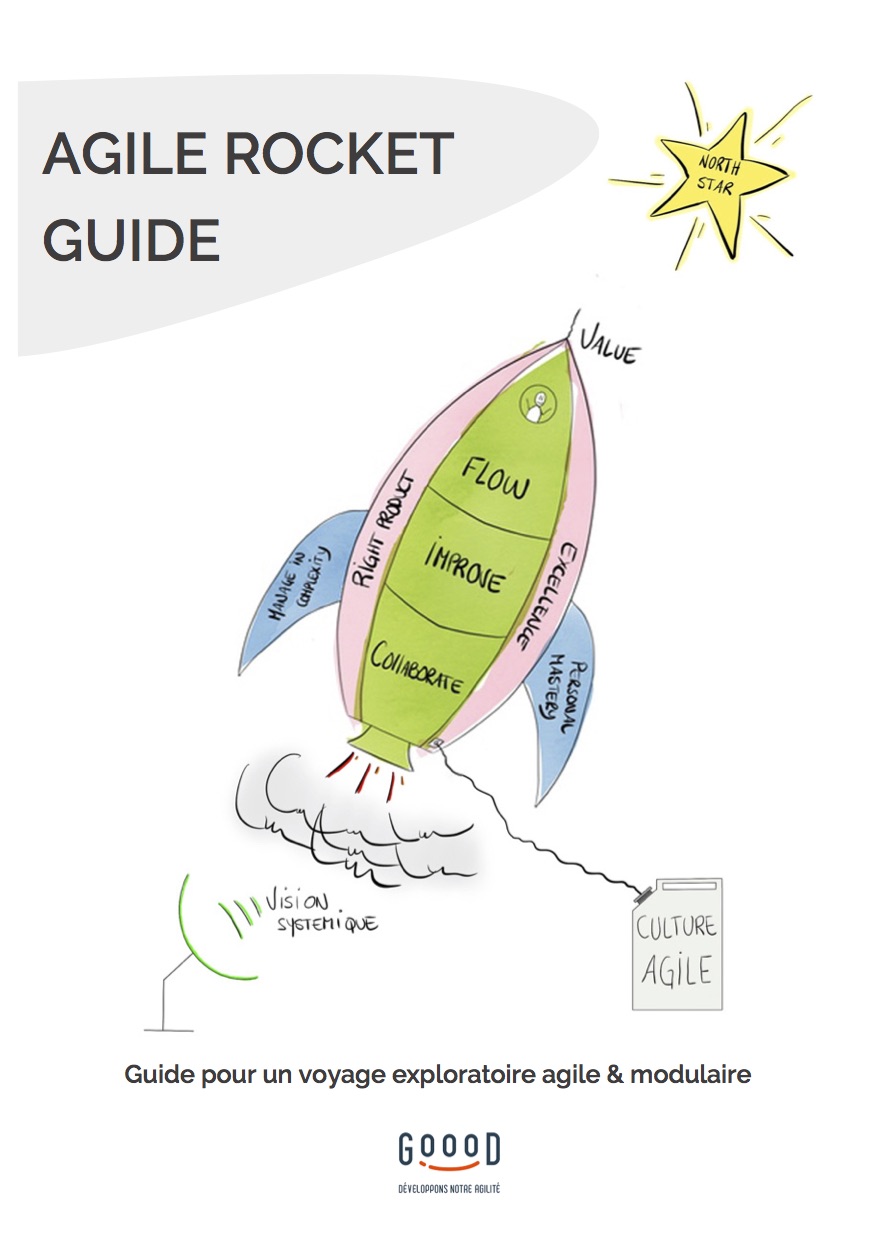 AGILE ROCKET
GUIDE
NORTH
STAR
VALUE
FLOW
RIGHT PRODUCT
IMPROVE
EXCELLENCE
MANAGE IN
COMPLEXITY
COLLABORATE
PERSONAL
MASTERY
VISION
SYSTEMIQUE
CULTURE
AGILE
Guide pour un voyage exploratoire agile & modulaire
GOOOD
DÉVELOPPONS NOTRE AGILITÉ